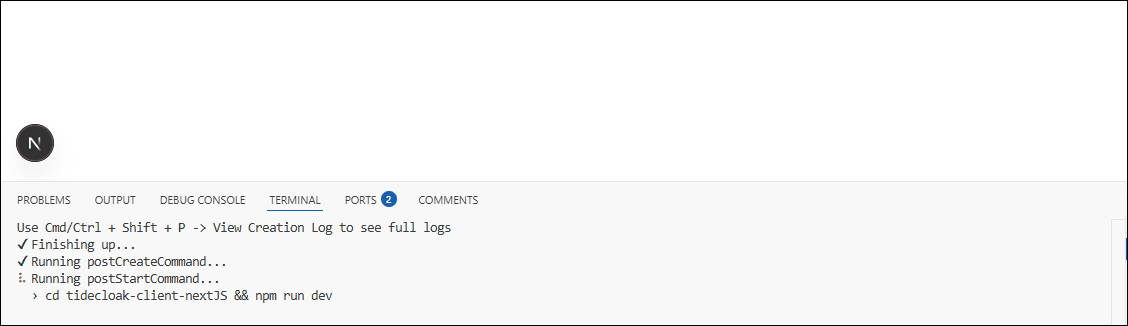 N
PROBLEMS OUTPUT DEBUG CONSOLE TERMINAL PORTS 2 COMMENTS
Use Cmd/Ctrl + Shift + P -> View Creation Log to see full logs
✔ Finishing up...
✔ Running postCreateCommand...
⠧ Running postStartCommand...
› cd tidecloak-client-nextJS && npm run dev